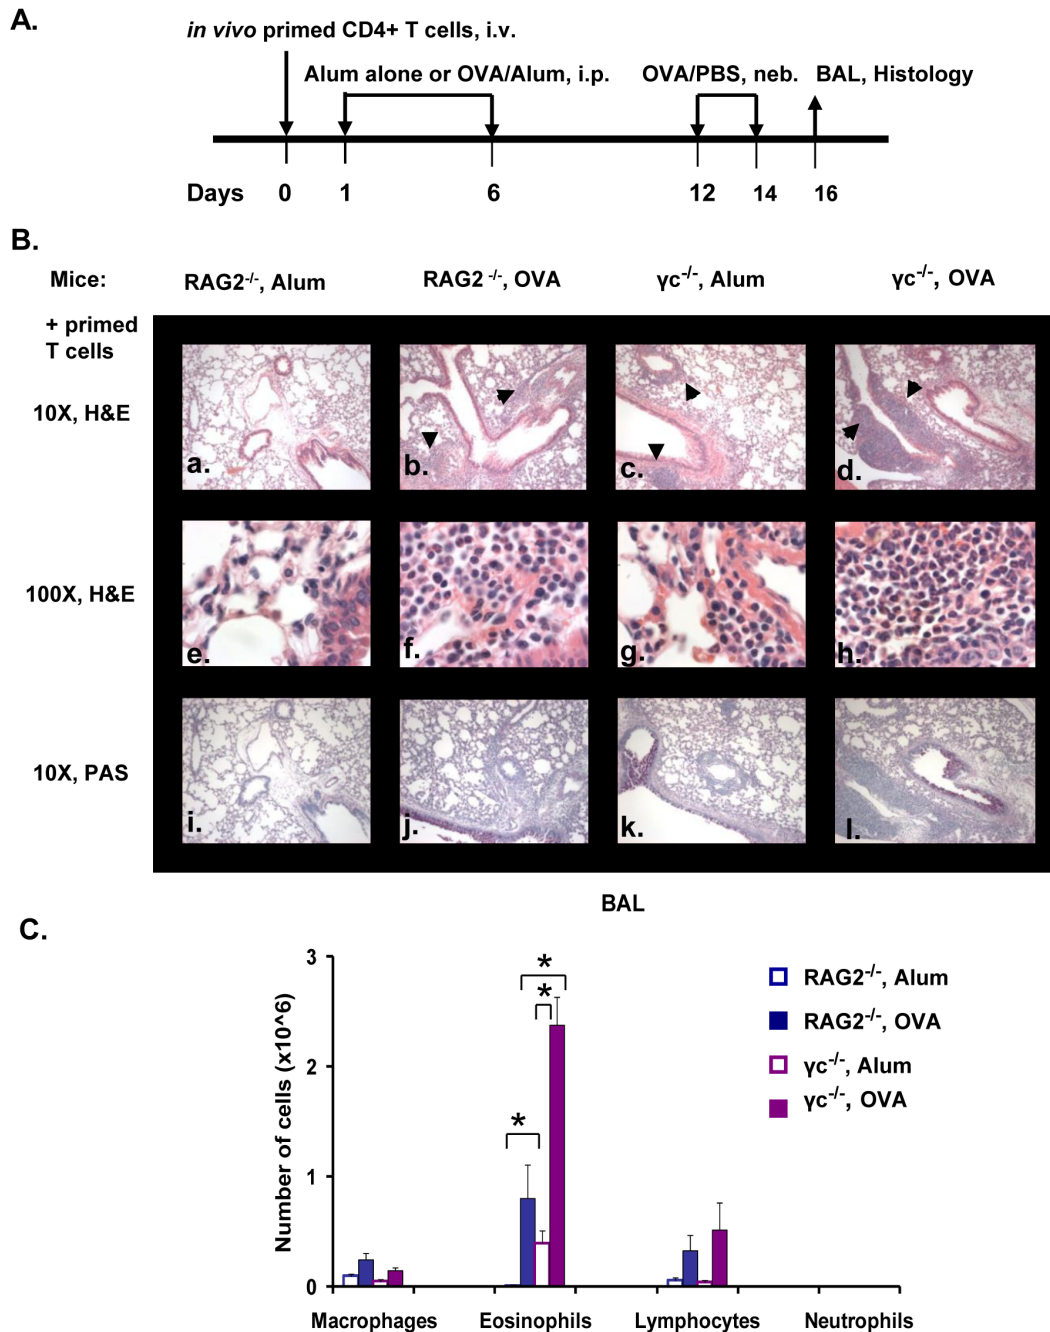 A.
in vivo primed CD4+ T cells, i.v.
Alum alone or OVA/Alum, i.p.
OVA/PBS, neb.
BAL, Histology
Days 0 1 6 12 14 16
B.
Mice: RAG2-/-, Alum RAG2 -/-, OVA γc-/-, Alum γc-/-, OVA
+ primed
T cells
10X, H&E
a. b. c. d.
100X, H&E
e. f. g. h.
10X, PAS
i. j. k. l.
C.
BAL
Number of cells (x10^6)
3
2
1
0
* * *
Macrophages Eosinophils Lymphocytes Neutrophils
RAG2-/-, Alum
RAG2-/-, OVA
γc-/-, Alum
γc-/-, OVA